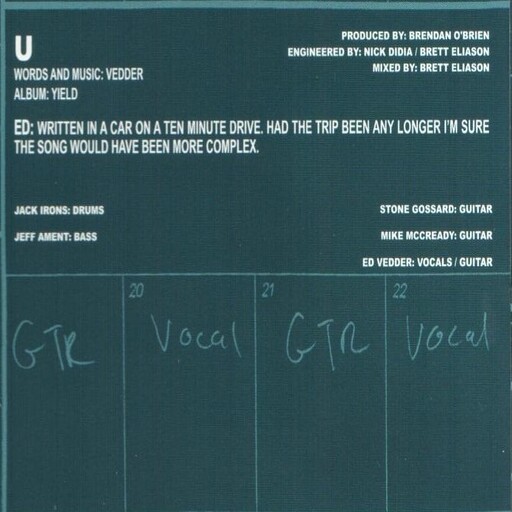 U
WORDS AND MUSIC: VEDDER
ALBUM: YIELD
PRODUCED BY: BRENDAN O'BRIEN
ENGINEERED BY: NICK DIDIA / BRETT ELIASON
MIXED BY: BRETT ELIASON
ED: WRITTEN IN A CAR ON A TEN MINUTE DRIVE. HAD THE TRIP BEEN ANY LONGER I'M SURE
THE SONG WOULD HAVE BEEN MORE COMPLEX.
JACK IRONS: DRUMS
JEFF AMENT: BASS
STONE GOSSARD: GUITAR
MIKE MCCREADY: GUITAR
ED VEDDER: VOCALS / GUITAR
20 21 22
GTR Vocal GTR Vocal